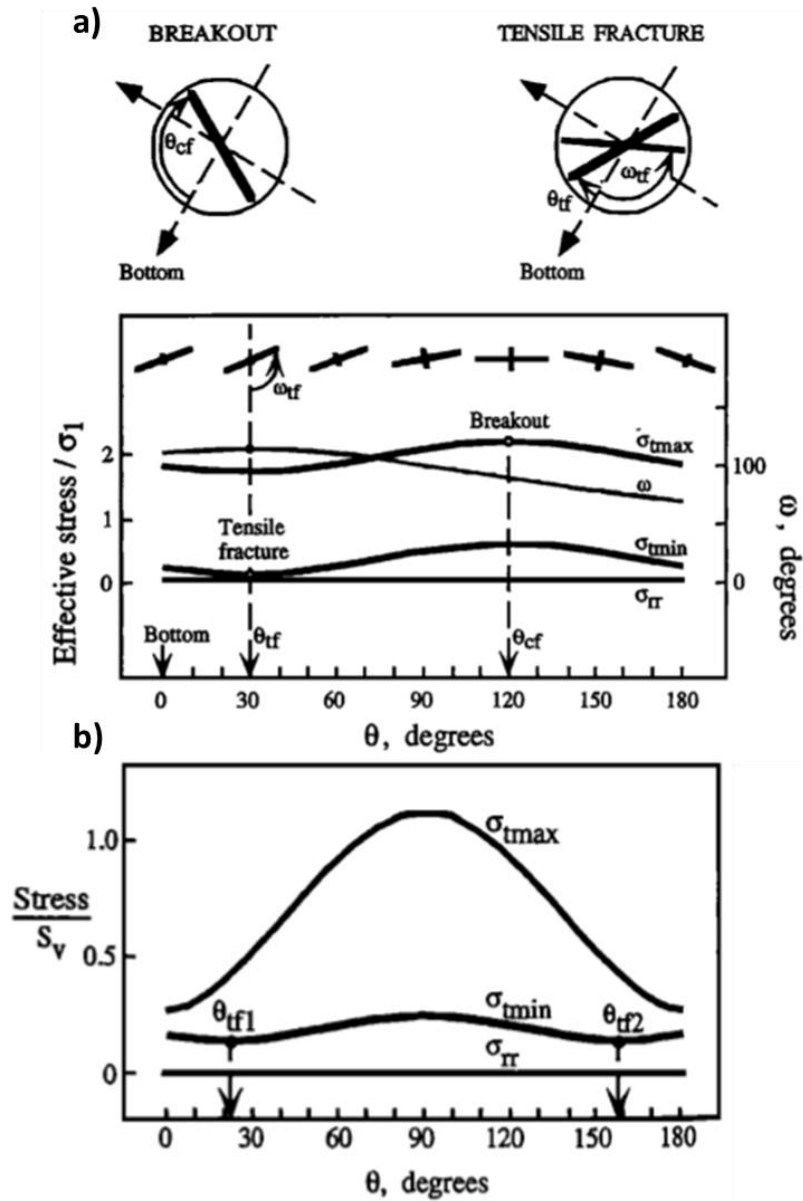 a)
BREAKOUT
TENSILE FRACTURE
θcf
Bottom
ωtf
θtf
Bottom
ωtf
Effective stress / σ1
2
1
0
Breakout
σtmax
ω
Tensile
fracture
σtmin
σrr
100
0
ω, degrees
Bottom
θtf
θcf
0 30 60 90 120 150 180
θ, degrees
b)
Stress
Sv
1.0
0.5
0
σtmax
θtf1
σtmin
θtf2
σrr
0 30 60 90 120 150 180
θ, degrees